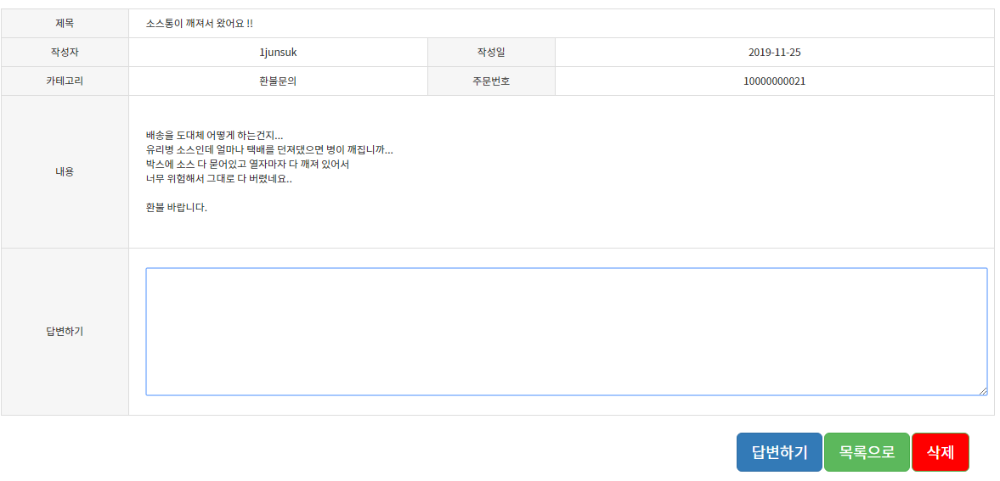 제목 소스통이 깨져서 왔어요 !!
작성자 1junsuk 작성일 2019-11-25
카테고리 환불문의 주문번호 10000000021
내용
배송을 도대체 어떻게 하는건지...
유리병 소스인데 얼마나 택배를 던져댔으면 병이 깨집니까...
박스에 소스 다 묻어있고 열자마자 다 깨져 있어서
너무 위험해서 그대로 다 버렸네요..
환불 바랍니다.
답변하기
답변하기 목록으로 삭제